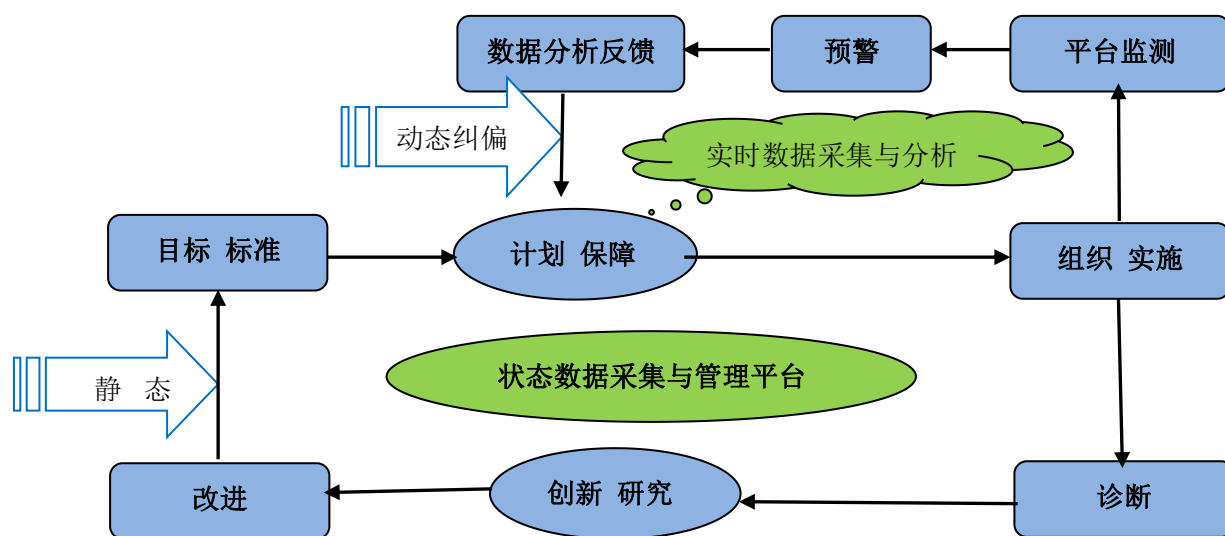 数据分析反馈
预警
平台监测
动态纠偏
实时数据采集与分析
目标 标准
计划 保障
组织 实施
静 态
状态数据采集与管理平台
改进
创新 研究
诊断